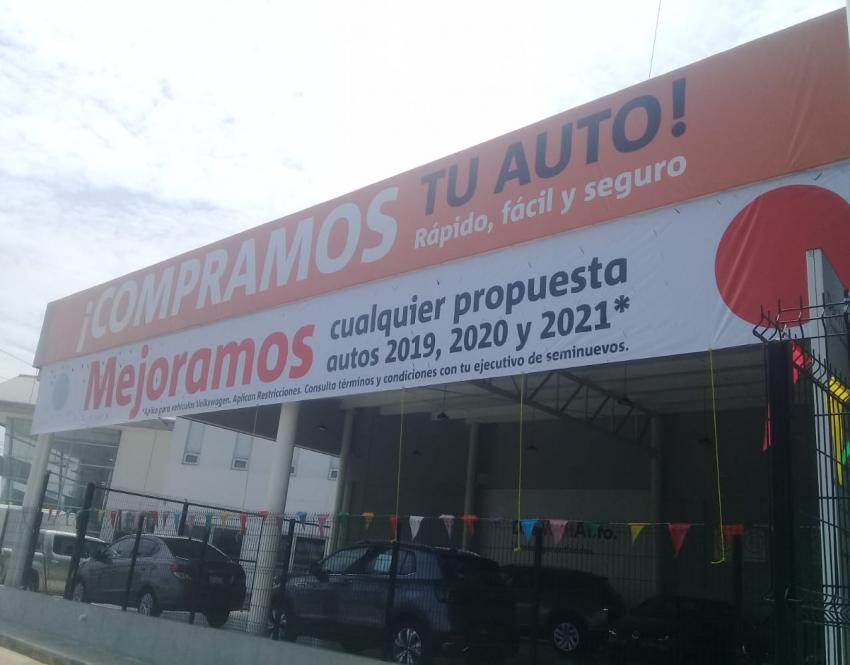 ¡COMPRAMOS TU AUTO!
Rápido, fácil y seguro
Mejoramos cualquier propuesta
autos 2019, 2020 y 2021*
*Aplica para vehículos Volkswagen. Aplican Restricciones. Consulta términos y condiciones con tu ejecutivo de seminuevos.